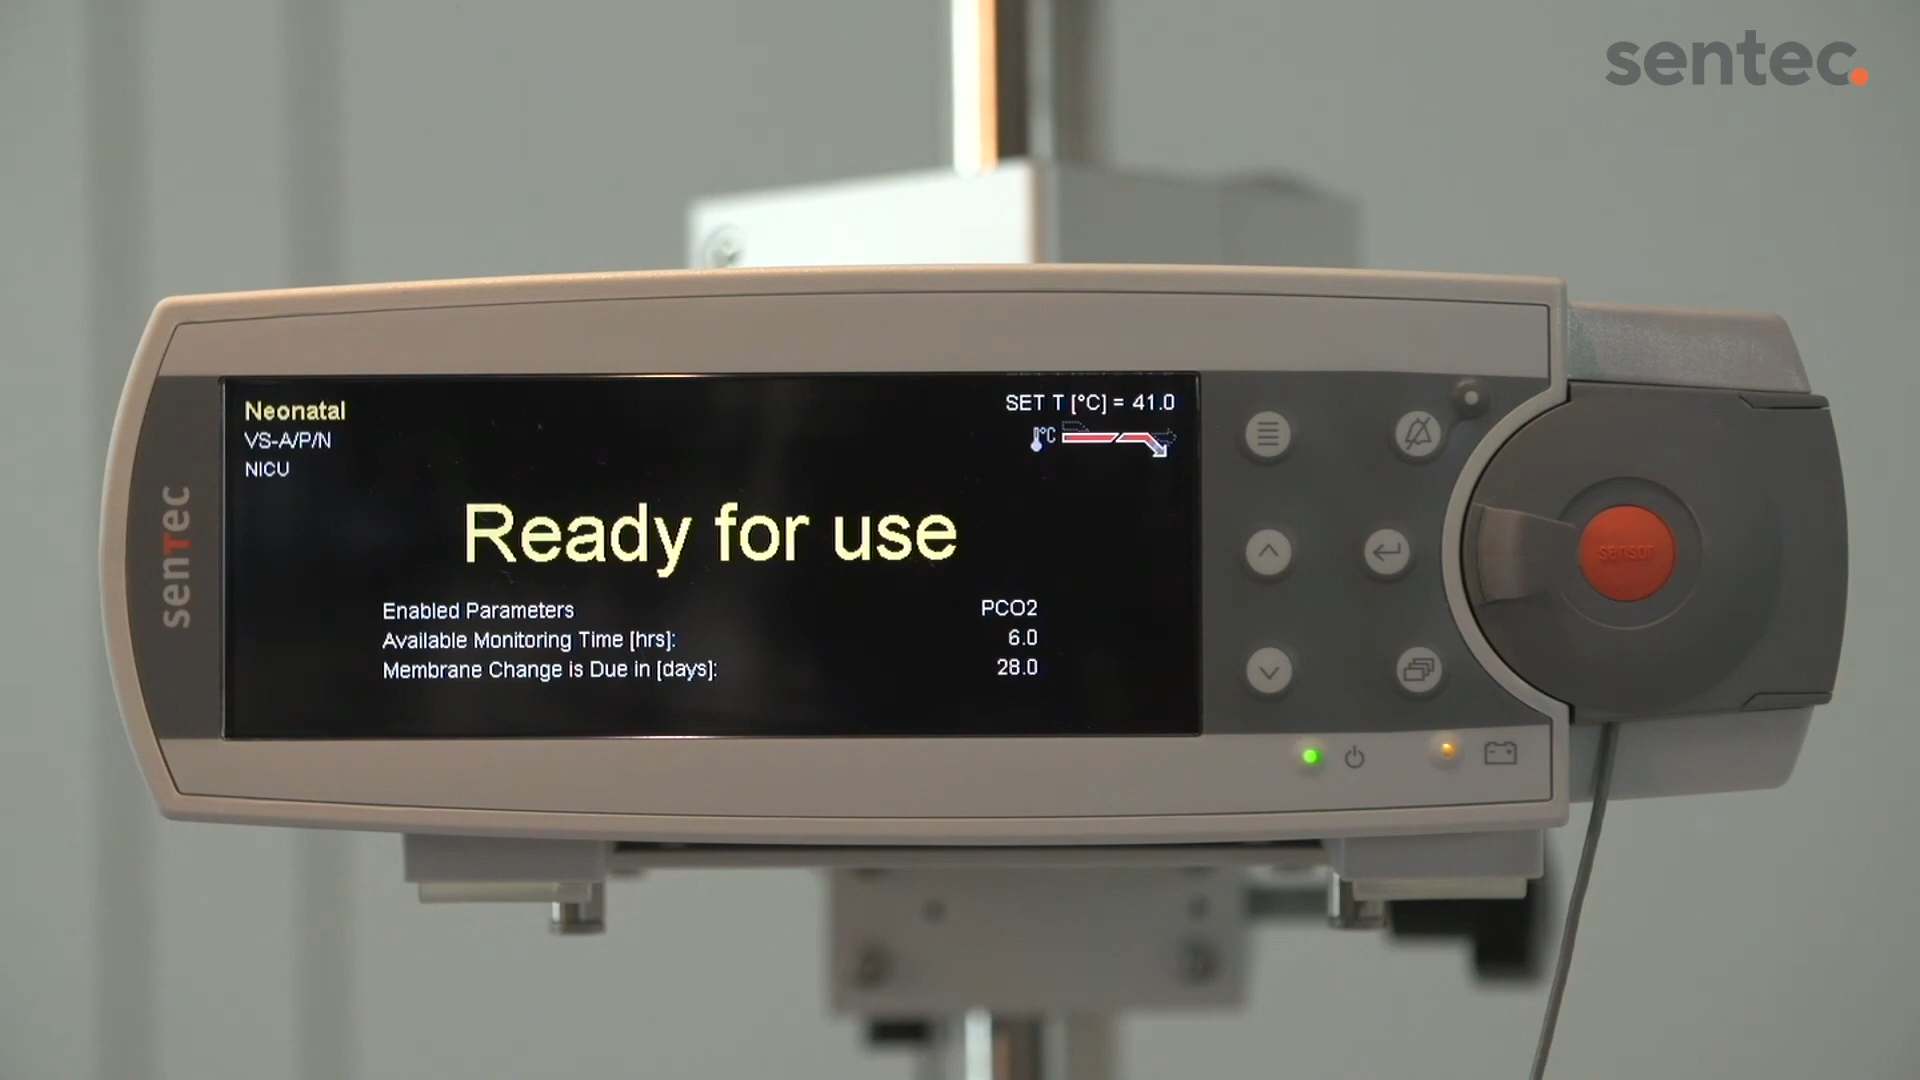 sentec.
Neonatal
VS-A/P/N
NICU
SET T [°C] = 41.0
°C
Ready for use
Enabled Parameters PCO2
Available Monitoring Time [hrs]: 6.0
Membrane Change is Due in [days]: 28.0
senTec
sensor